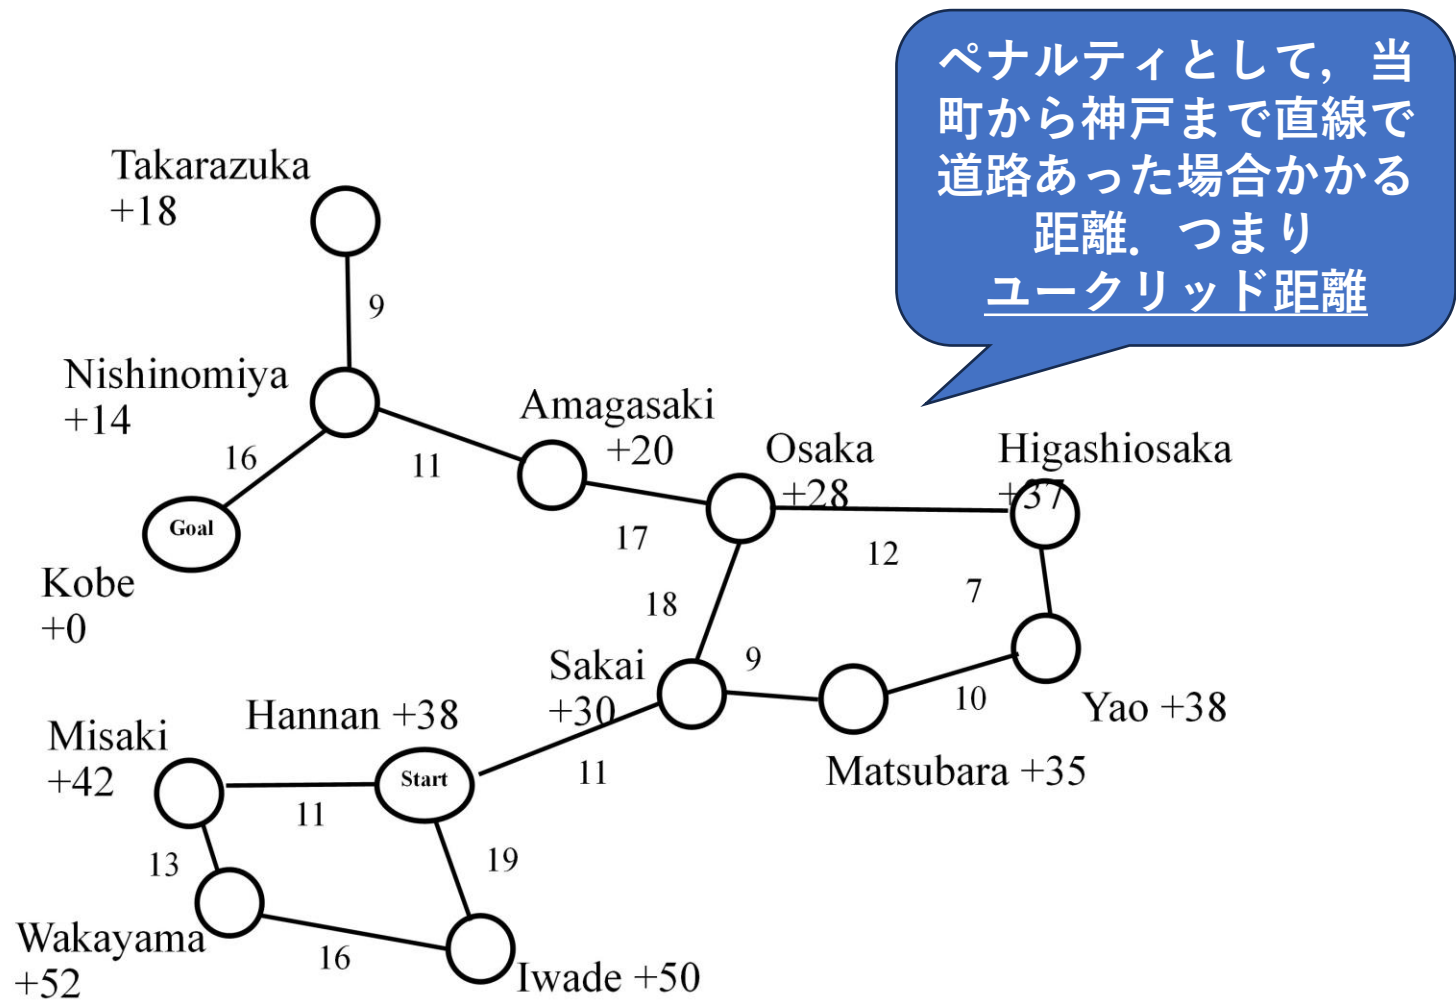 ペナルティとして，当
町から神戸まで直線で
道路あった場合かかる
距離．つまり
ユークリッド距離
Takarazuka
+18
9
Nishinomiya
+14
16
11
Amagasaki
+20
Osaka
+28
Higashiosaka
+37
Goal
17
12
7
Kobe
+0
18
Sakai
+30
9
10
Yao +38
Hannan +38
Misaki
+42
Start
11
Matsubara +35
11
13
19
Wakayama
+52
16
Iwade +50